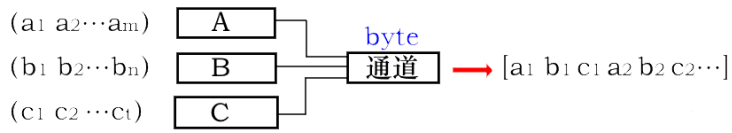 (a₁ a₂…aₘ) A
byte
(b₁ b₂…bₙ) B 通道 [a₁ b₁ c₁ a₂ b₂ c₂…]
(c₁ c₂ …cₜ) C